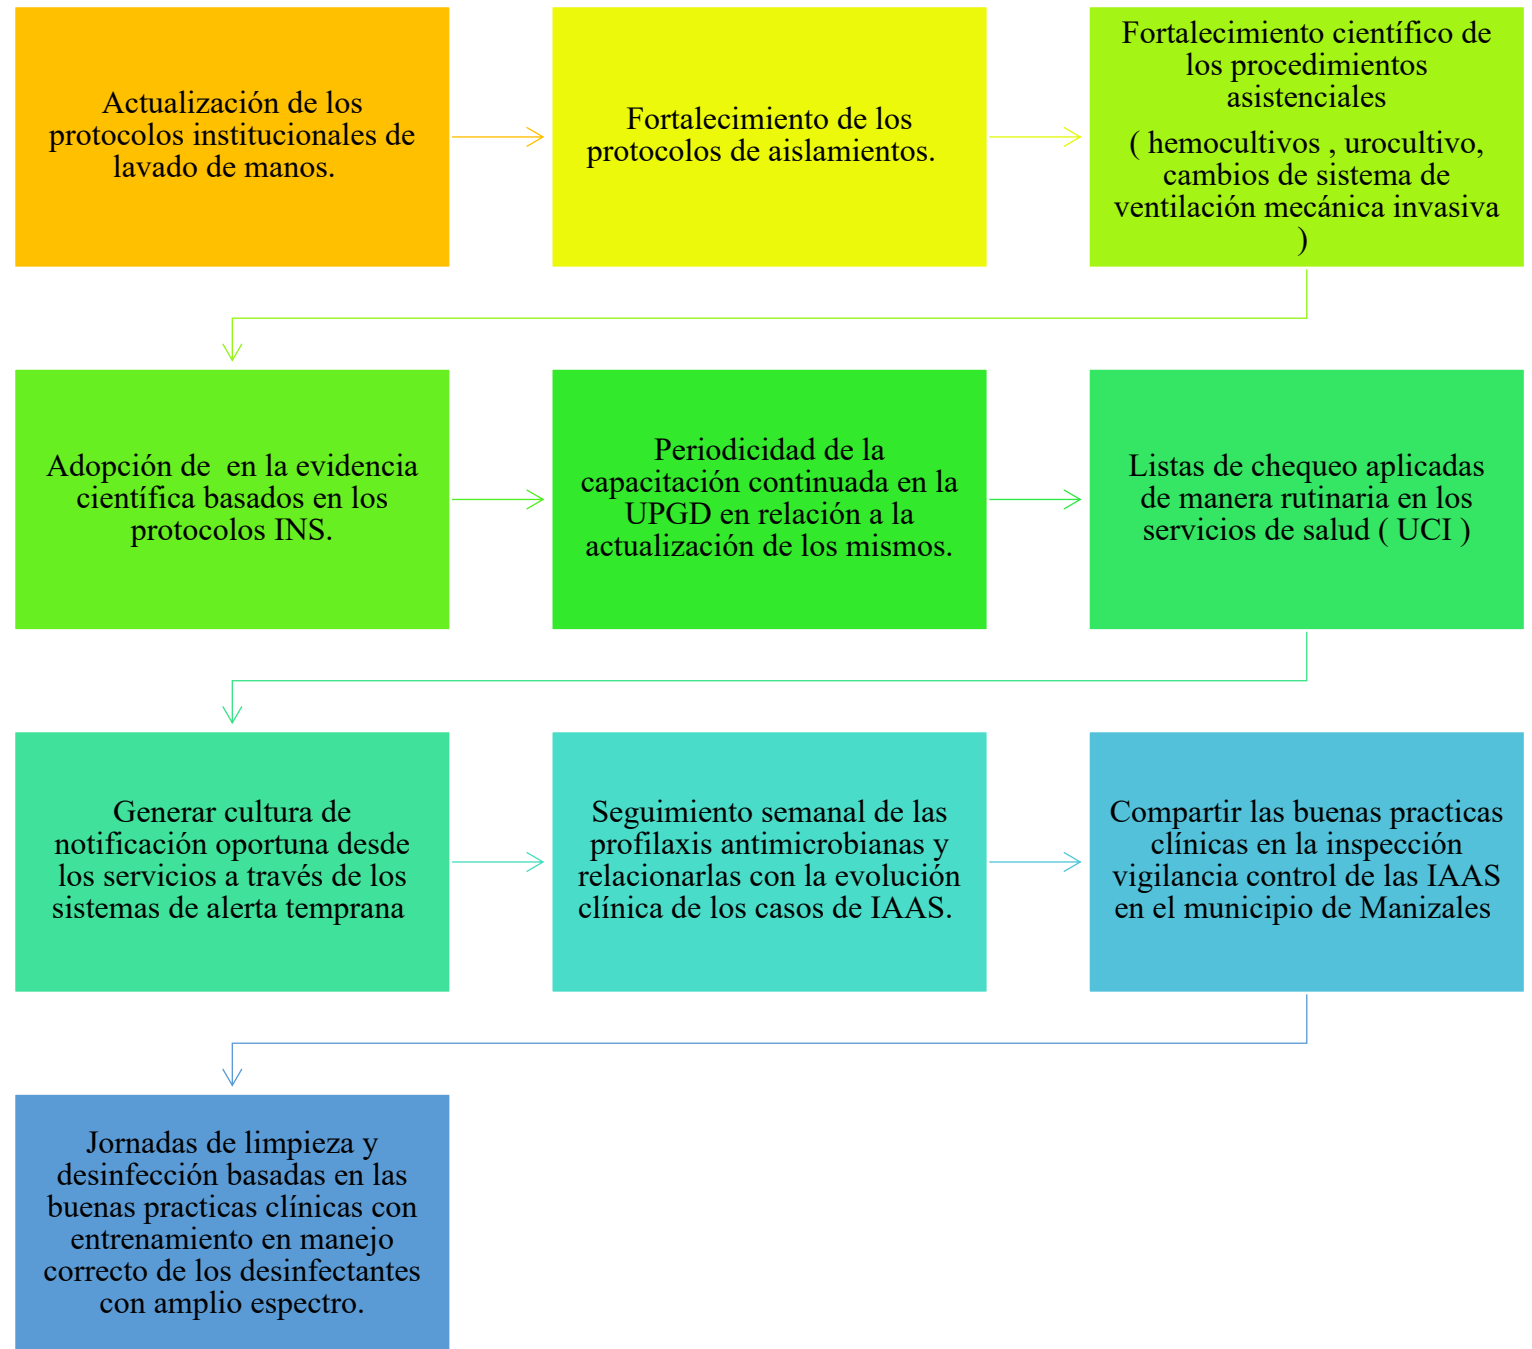 Actualización de los
protocolos institucionales de
lavado de manos.
Fortalecimiento de los
protocolos de aislamientos.
Fortalecimiento científico de
los procedimientos
asistenciales
( hemocultivos , urocultivo,
cambios de sistema de
ventilación mecánica invasiva
)
Adopción de  en la evidencia
científica basados en los
protocolos INS.
Periodicidad de la
capacitación continuada en la
UPGD en relación a la
actualización de los mismos.
Listas de chequeo aplicadas
de manera rutinaria en los
servicios de salud ( UCI )
Generar cultura de
notificación oportuna desde
los servicios a través de los
sistemas de alerta temprana
Seguimiento semanal de las
profilaxis antimicrobianas y
relacionarlas con la evolución
clínica de los casos de IAAS.
Compartir las buenas practicas
clínicas en la inspección
vigilancia control de las IAAS
en el municipio de Manizales
Jornadas de limpieza y
desinfección basadas en las
buenas practicas clínicas con
entrenamiento en manejo
correcto de los desinfectantes
con amplio espectro.